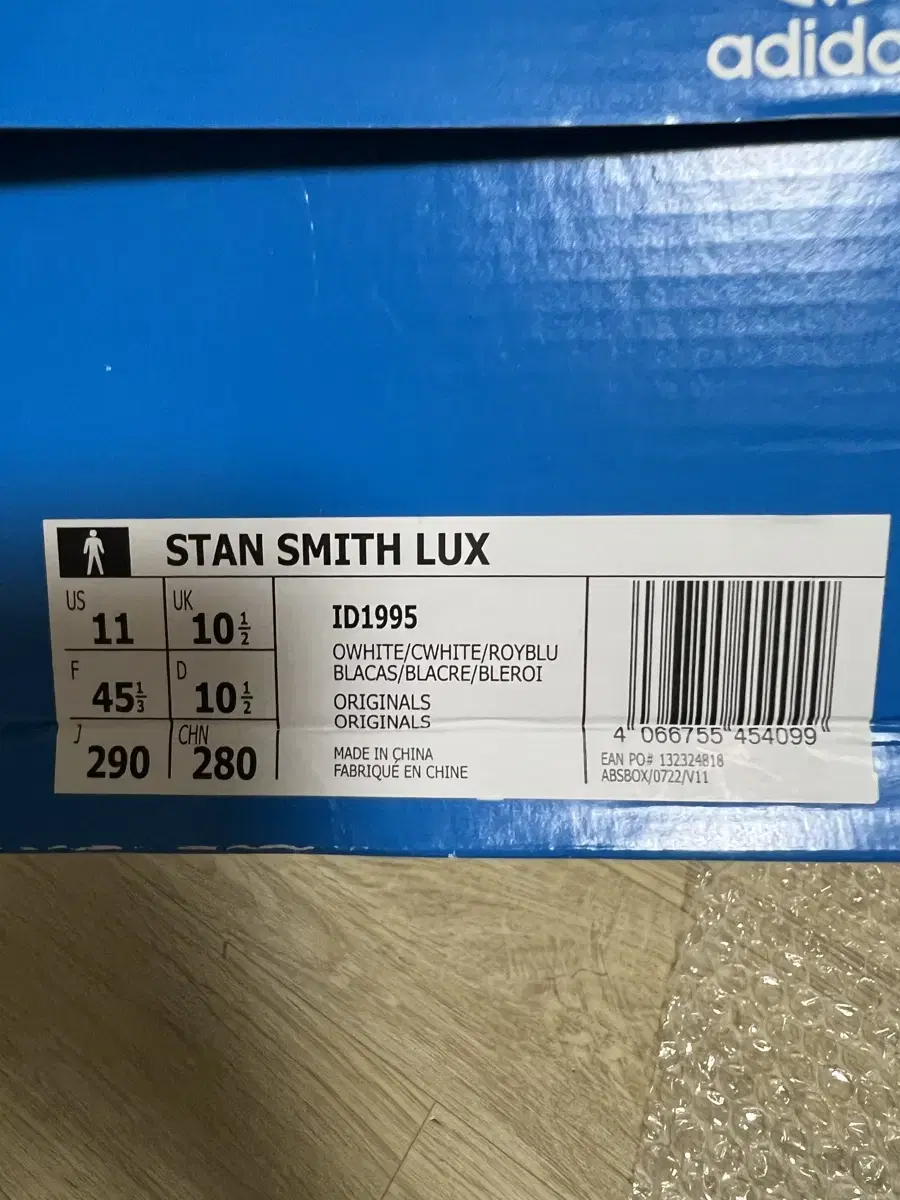 adida
STAN SMITH LUX
US 11
UK 10 1/2
F 45 1/3
D 10 1/2
J 290
CHN 280
ID1995
OWHITE/CWHITE/ROYBLU
BLACAS/BLACRE/BLEROI
ORIGINALS
ORIGINALS
MADE IN CHINA
FABRIQUÉ EN CHINE
4 066755 454099
EAN PO# 132324818
ABSBOX/0722/V11